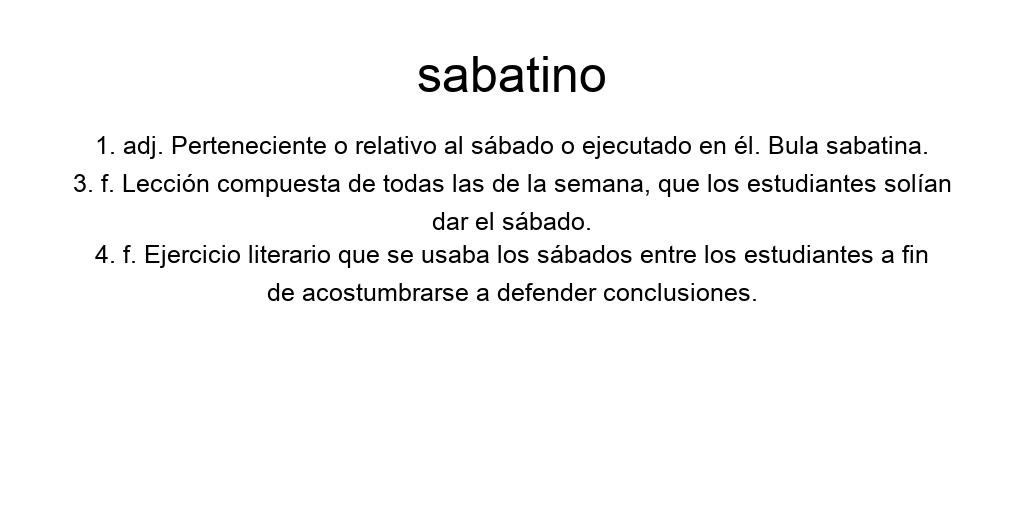 sabatino
1. adj. Perteneciente o relativo al sábado o ejecutado en él. Bula sabatina.
3. f. Lección compuesta de todas las de la semana, que los estudiantes solían
dar el sábado.
4. f. Ejercicio literario que se usaba los sábados entre los estudiantes a fin
de acostumbrarse a defender conclusiones.